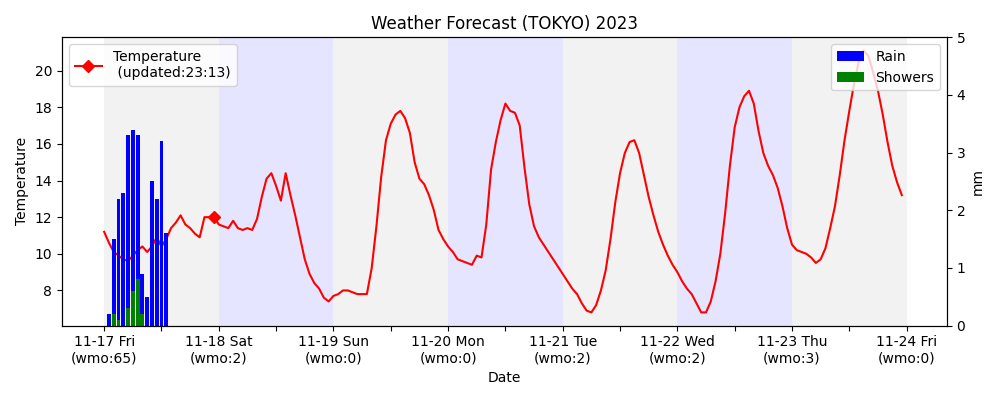 Weather Forecast (TOKYO) 2023
Temperature
(updated:23:13)
Rain
Showers
Temperature
20
18
16
14
12
10
8
5
4
3
2
1
0
mm
11-17 Fri
(wmo:65)
11-18 Sat
(wmo:2)
11-19 Sun
(wmo:0)
11-20 Mon
(wmo:0)
11-21 Tue
(wmo:2)
11-22 Wed
(wmo:2)
11-23 Thu
(wmo:3)
11-24 Fri
(wmo:0)
Date